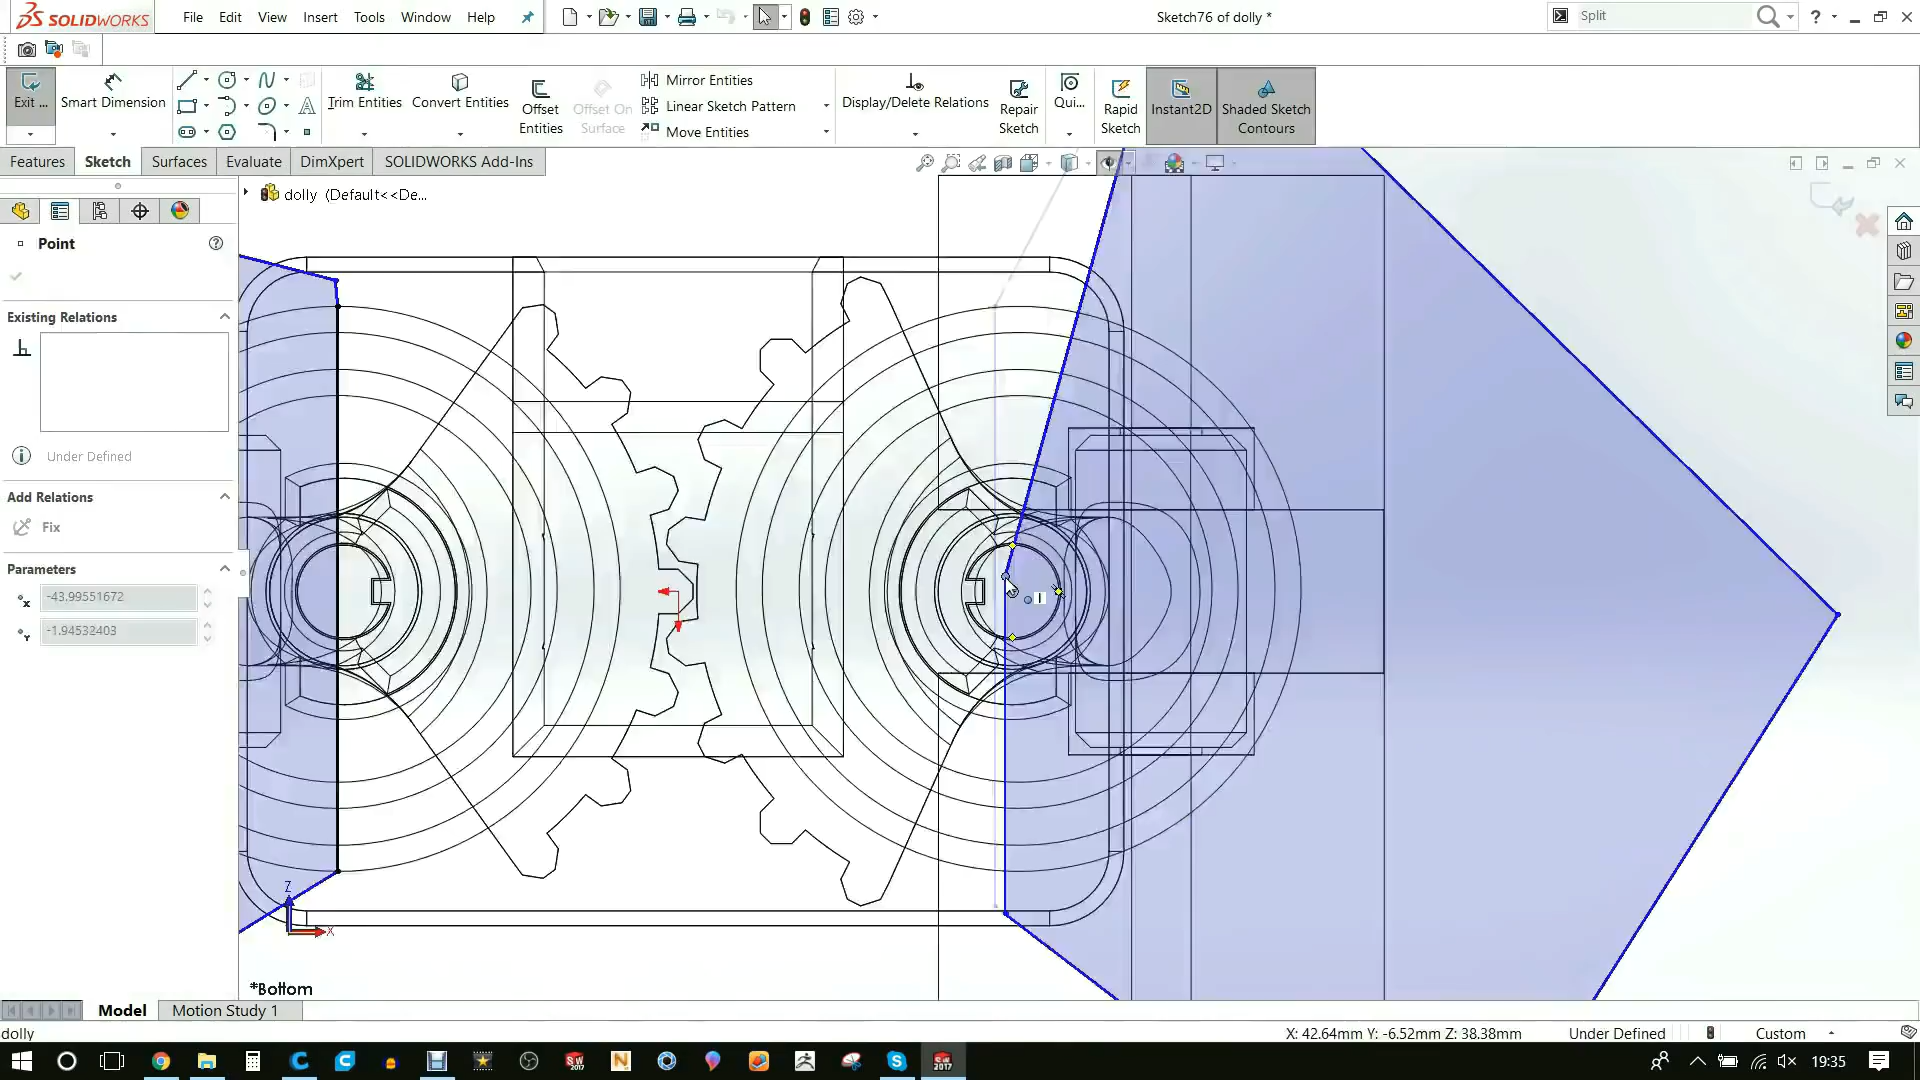 SOLIDWORKS
File Edit View Insert Tools Window Help
Sketch76 of dolly *
Split
?
Exit ...
Smart Dimension
Trim Entities
Convert Entities
Offset Entities
Offset On Surface
Mirror Entities
Linear Sketch Pattern
Move Entities
Display/Delete Relations
Repair Sketch
Qui...
Rapid Sketch
Instant2D
Shaded Sketch Contours
Features Sketch Surfaces Evaluate DimXpert SOLIDWORKS Add-Ins
dolly (Default<<De...
Point
?
Existing Relations
Under Defined
Add Relations
Fix
Parameters
x -43.99551672
Y -1.94532403
Z
X
*Bottom
Model Motion Study 1
dolly
X: 42.64mm Y: -6.52mm Z: 38.38mm
Under Defined
Custom
SW 2017
SW 2017
19:35